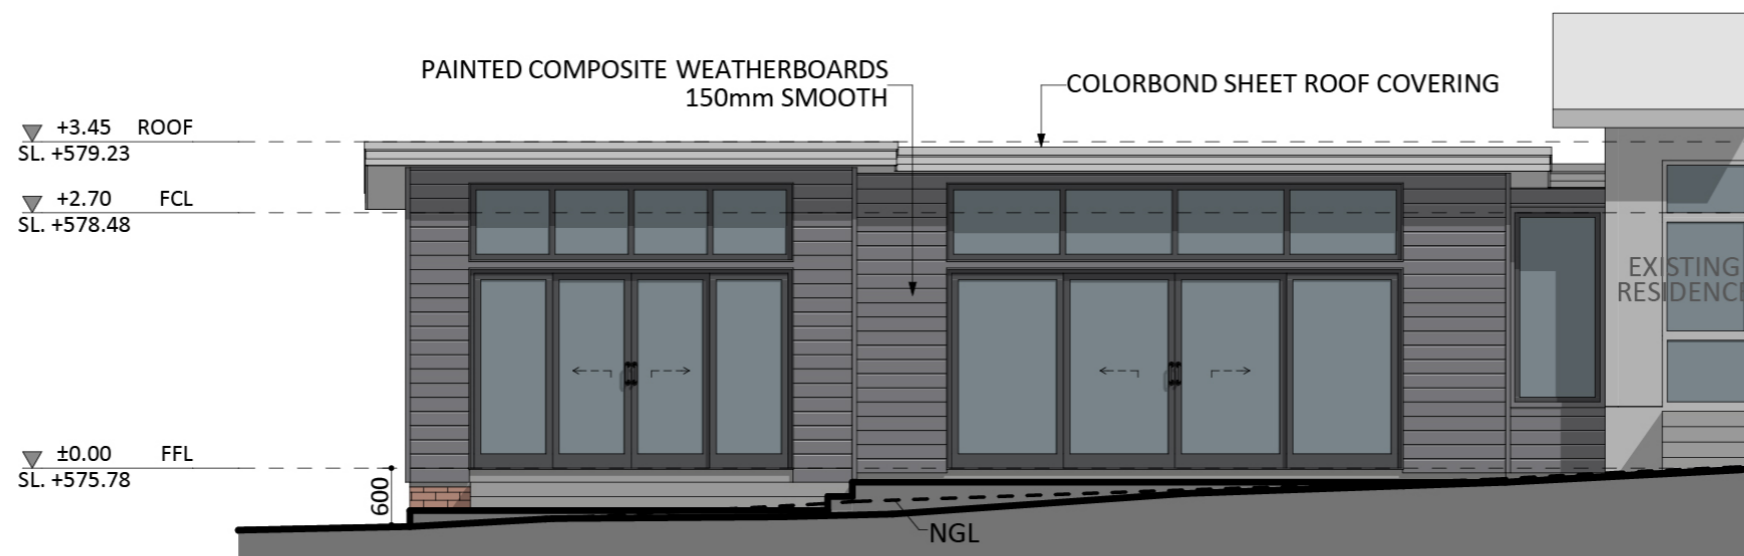 PAINTED COMPOSITE WEATHERBOARDS
150mm SMOOTH
COLORBOND SHEET ROOF COVERING
+3.45 ROOF
SL. +579.23
+2.70 FCL
SL. +578.48
EXISTING
RESIDENCE
±0.00 FFL
SL. +575.78
600
NGL